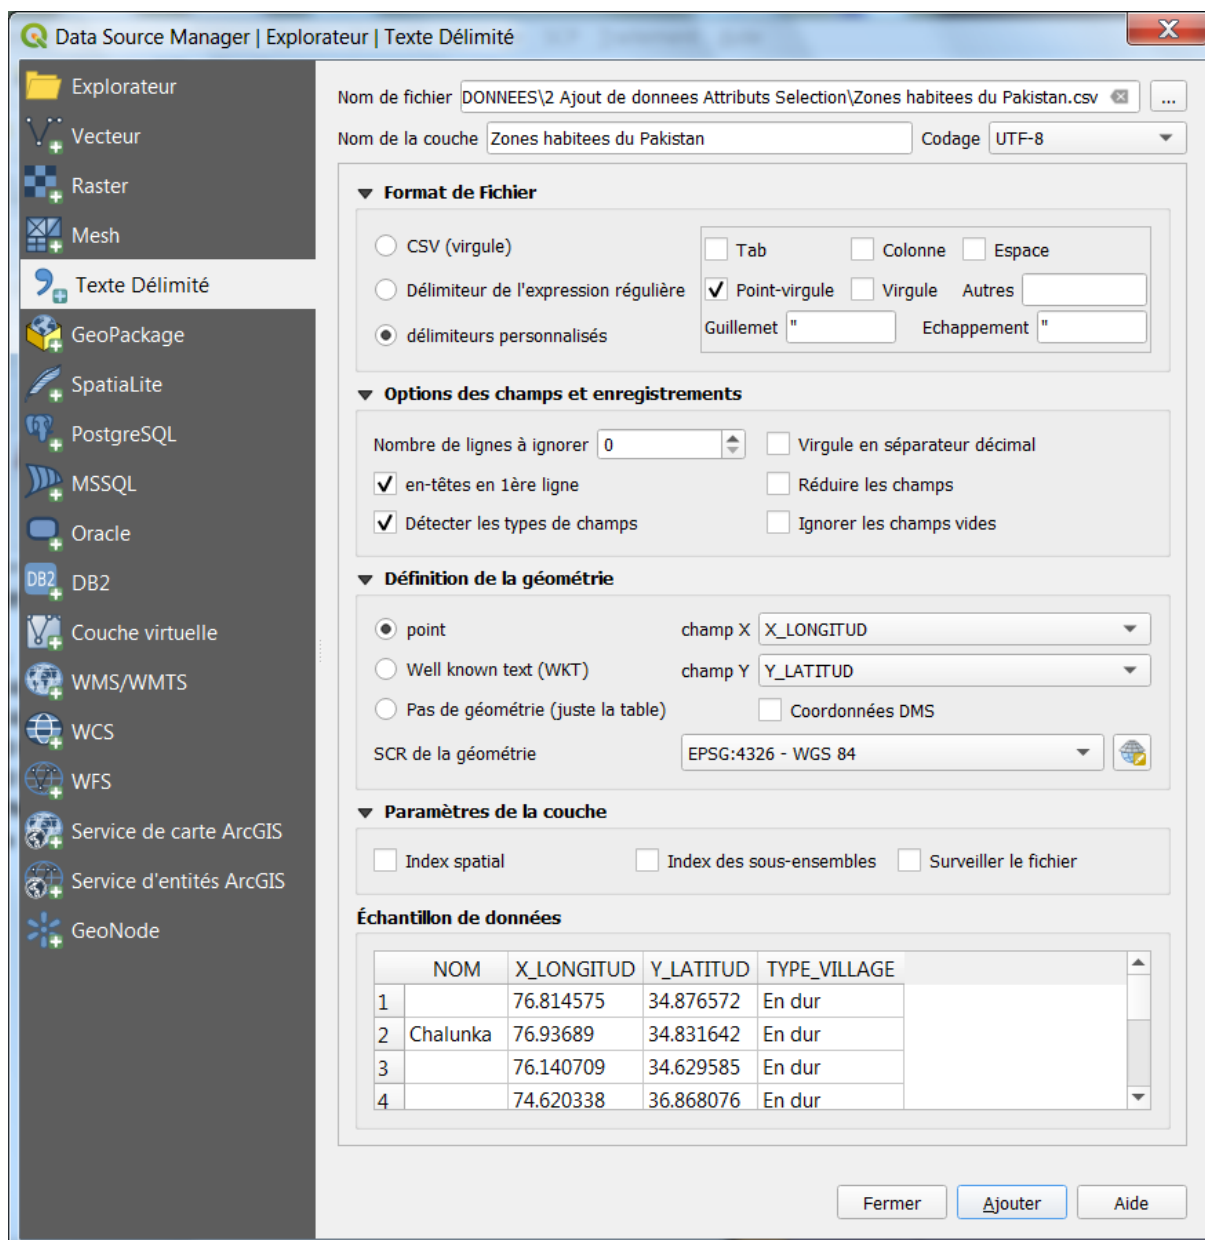 Data Source Manager | Explorateur | Texte Délimité
Explorateur
Vecteur
Raster
Mesh
Texte Délimité
GeoPackage
SpatiaLite
PostgreSQL
MSSQL
Oracle
DB2 DB2
Couche virtuelle
WMS/WMTS
WCS
WFS
Service de carte ArcGIS
Service d'entités ArcGIS
GeoNode
Nom de fichier DONNEES\2 Ajout de donnees Attributs Selection\Zones habitees du Pakistan.csv ...
Nom de la couche Zones habitees du Pakistan Codage UTF-8
Format de Fichier
CSV (virgule) Tab Colonne Espace
Délimiteur de l'expression régulière Point-virgule Virgule Autres
délimiteurs personnalisés Guillemet " Echappement "
Options des champs et enregistrements
Nombre de lignes à ignorer 0 Virgule en séparateur décimal
en-têtes en 1ère ligne Réduire les champs
Détecter les types de champs Ignorer les champs vides
Définition de la géométrie
point champ X X_LONGITUD
Well known text (WKT) champ Y Y_LATITUD
Pas de géométrie (juste la table) Coordonnées DMS
SCR de la géométrie EPSG:4326 - WGS 84
Paramètres de la couche
Index spatial Index des sous-ensembles Surveiller le fichier
Échantillon de données
NOM X_LONGITUD Y_LATITUD TYPE_VILLAGE
1 76.814575 34.876572 En dur
2 Chalunka 76.93689 34.831642 En dur
3 76.140709 34.629585 En dur
4 74.620338 36.868076 En dur
Fermer Ajouter Aide